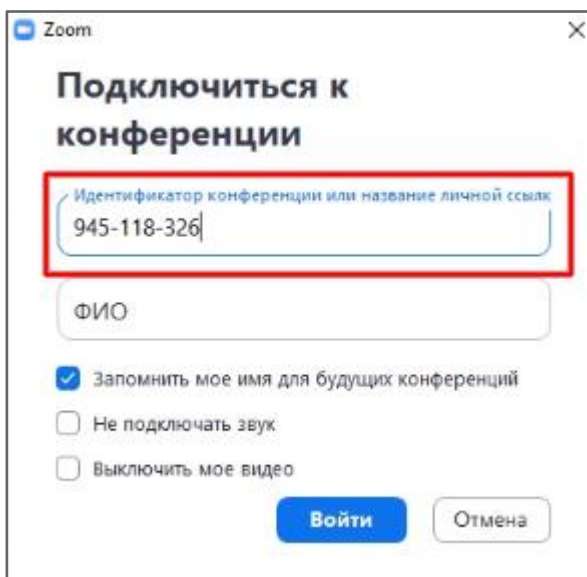 Zoom
Подключиться к
конференции
Идентификатор конференции или название личной ссылк
945-118-326
ФИО
Запомнить мое имя для будущих конференций
Не подключать звук
Выключить мое видео
Войти
Отмена